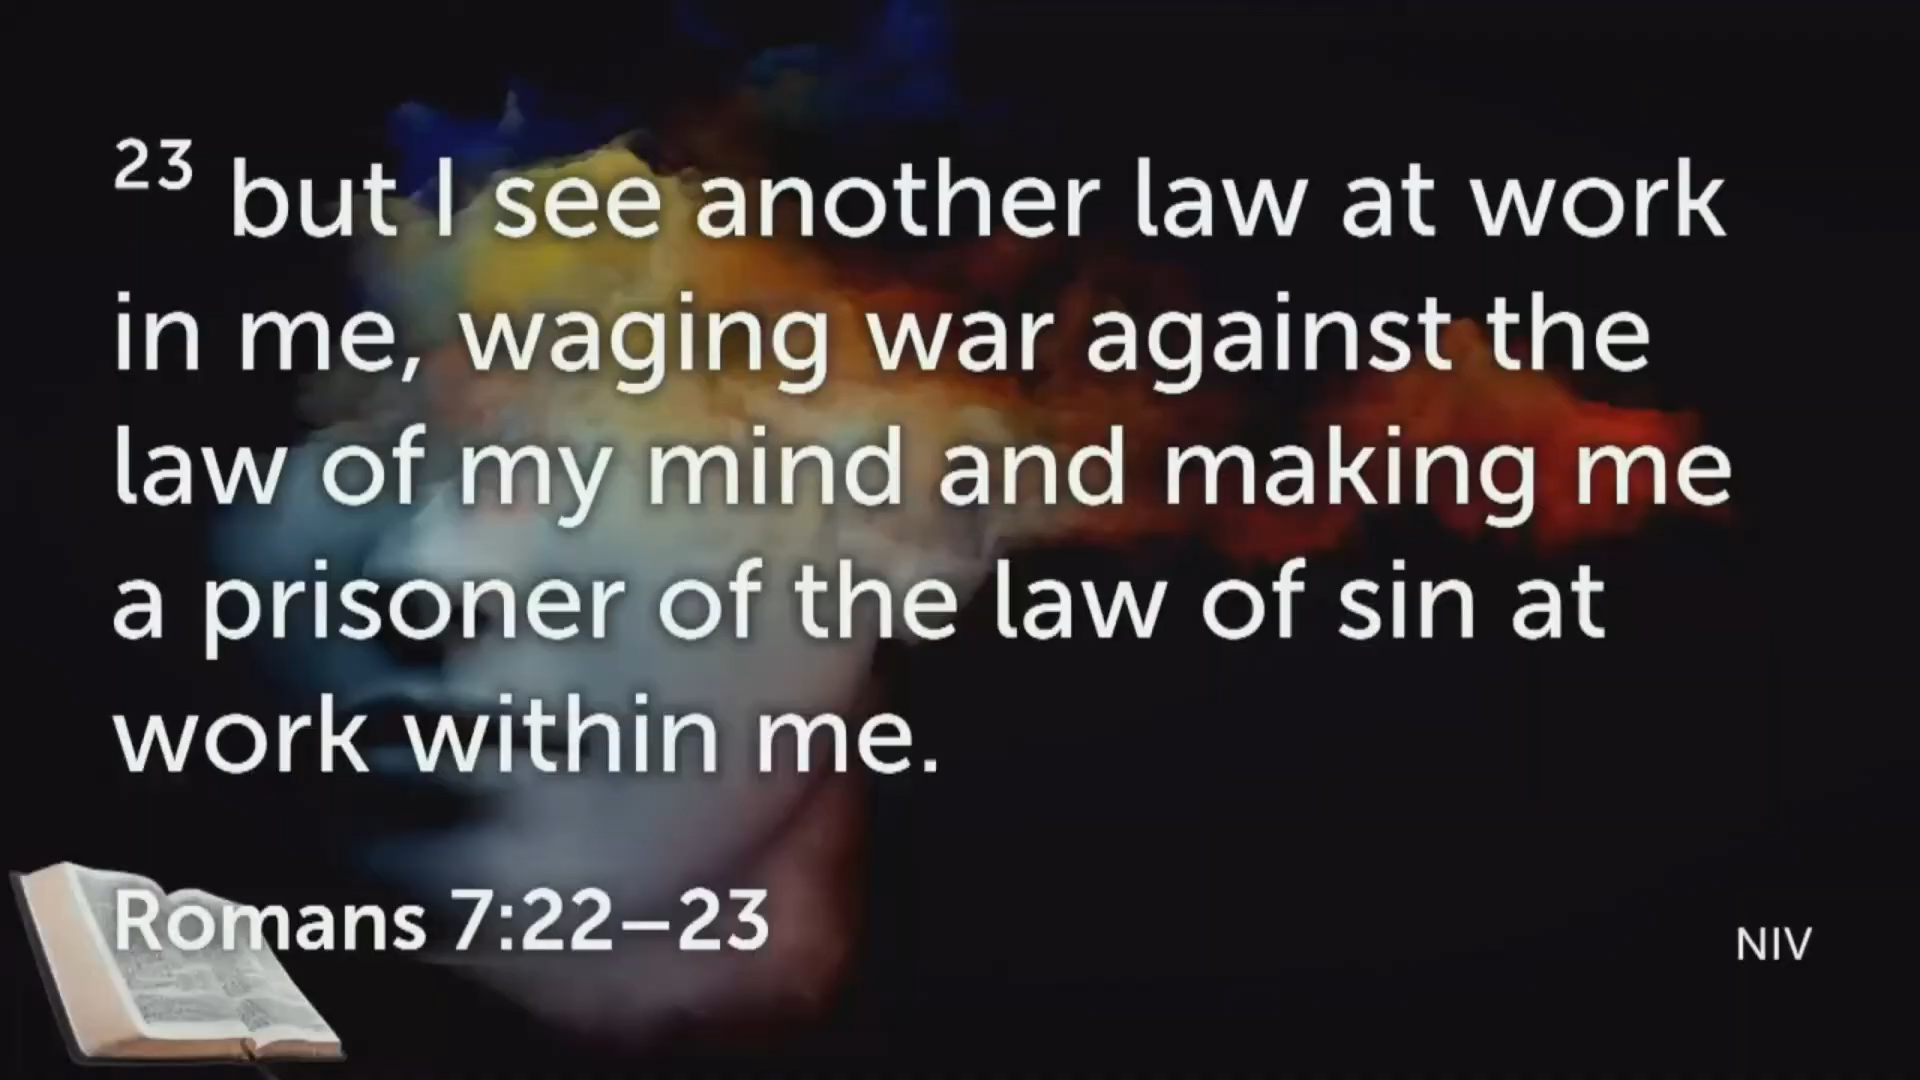 23 but I see another law at work
in me, waging war against the
law of my mind and making me
a prisoner of the law of sin at
work within me.
Romans 7:22–23
NIV